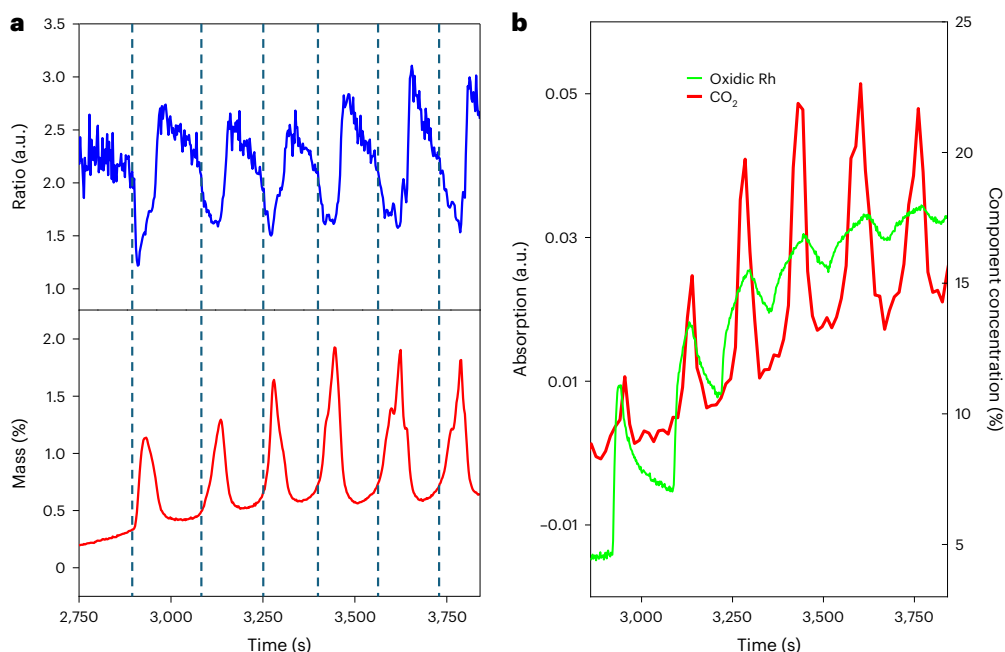 a
Ratio (a.u.)
3.5
3.0
2.5
2.0
1.5
1.0
Mass (%)
2.0
1.5
1.0
0.5
0
2,750
3,000
3,250
3,500
3,750
Time (s)
b
Absorption (a.u.)
0.05
0.03
0.01
–0.01
Oxidic Rh
CO₂
25
20
15
10
5
Component concentration (%)
3,000
3,250
3,500
3,750
Time (s)